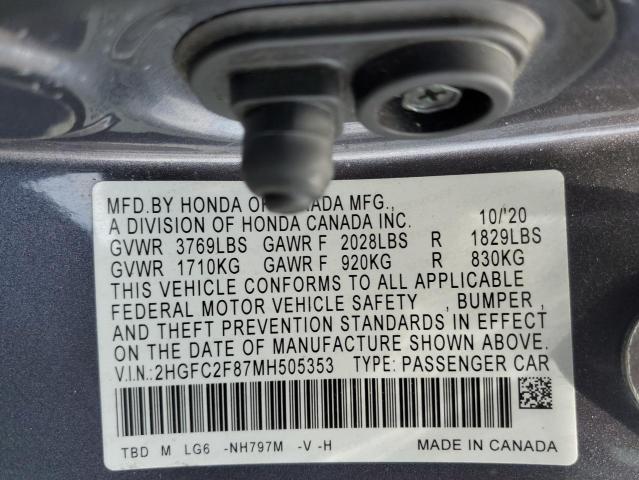 MFD.BY HONDA OF CANADA MFG.,
A DIVISION OF HONDA CANADA INC. 10/'20
GVWR 3769LBS GAWR F 2028LBS R 1829LBS
GVWR 1710KG GAWR F 920KG R 830KG
THIS VEHICLE CONFORMS TO ALL APPLICABLE
FEDERAL MOTOR VEHICLE SAFETY , BUMPER ,
AND THEFT PREVENTION STANDARDS IN EFFECT
ON THE DATE OF MANUFACTURE SHOWN ABOVE.
V.I.N.:2HGFC2F87MH505353 TYPE: PASSENGER CAR
TBD M LG6 -NH797M -V -H MADE IN CANADA